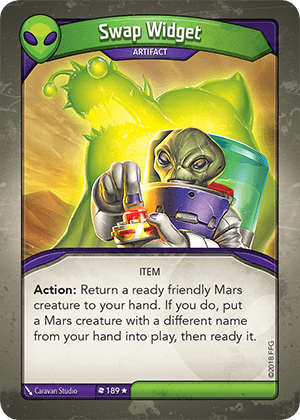 Swap Widget
ARTIFACT
ITEM
Action: Return a ready friendly Mars
creature to your hand. If you do, put
a Mars creature with a different name
from your hand into play, then ready it.
Caravan Studio
189 ★
©2018 FFG